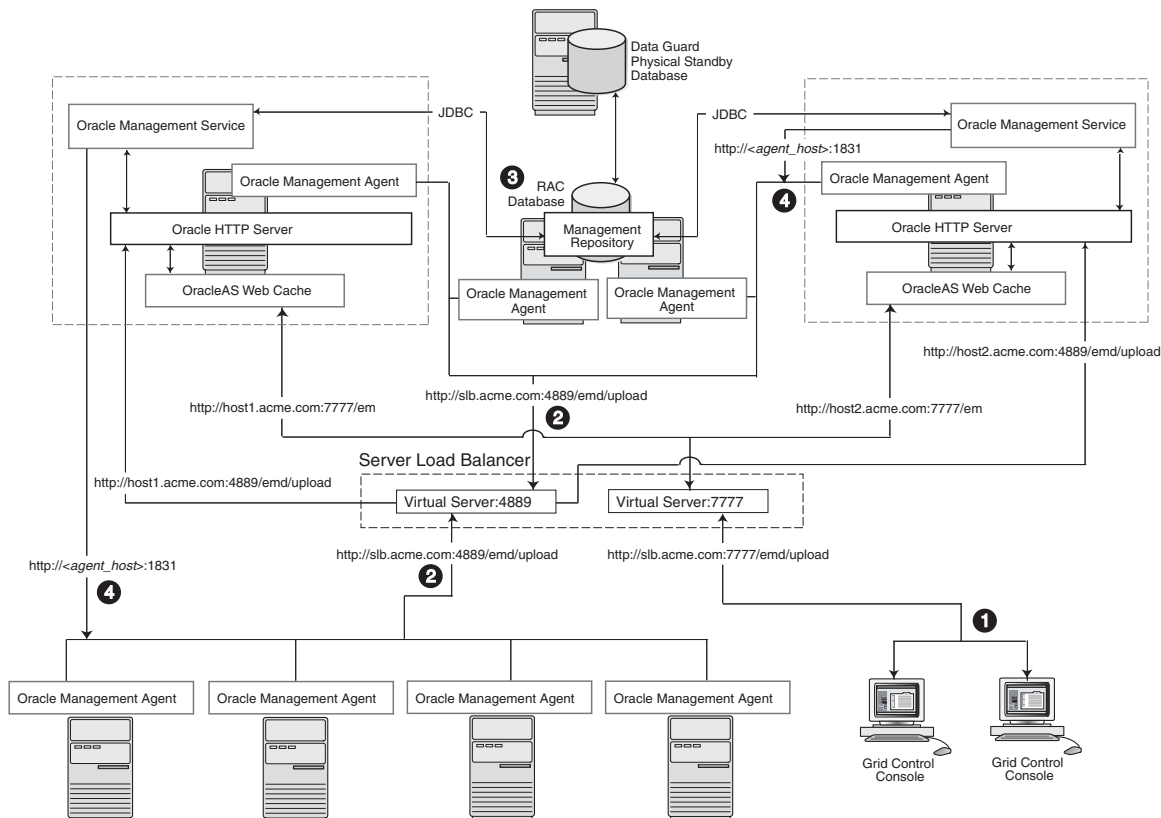 Data Guard
Physical Standby
Database
Oracle Management Service
JDBC
JDBC
Oracle Management Service
http://<agent_host>:1831
Oracle Management Agent
3
RAC
Database
4
Oracle Management Agent
Oracle HTTP Server
Management
Repository
Oracle HTTP Server
OracleAS Web Cache
Oracle Management
Agent
Oracle Management
Agent
OracleAS Web Cache
http://host2.acme.com:4889/emd/upload
http://host1.acme.com:7777/em
http://slb.acme.com:4889/emd/upload
2
http://host2.acme.com:7777/em
Server Load Balancer
http://host1.acme.com:4889/emd/upload
Virtual Server:4889
Virtual Server:7777
http://slb.acme.com:4889/emd/upload
2
http://slb.acme.com:7777/emd/upload
http://<agent_host>:1831
4
1
Oracle Management Agent
Oracle Management Agent
Oracle Management Agent
Oracle Management Agent
Grid Control
Console
Grid Control
Console